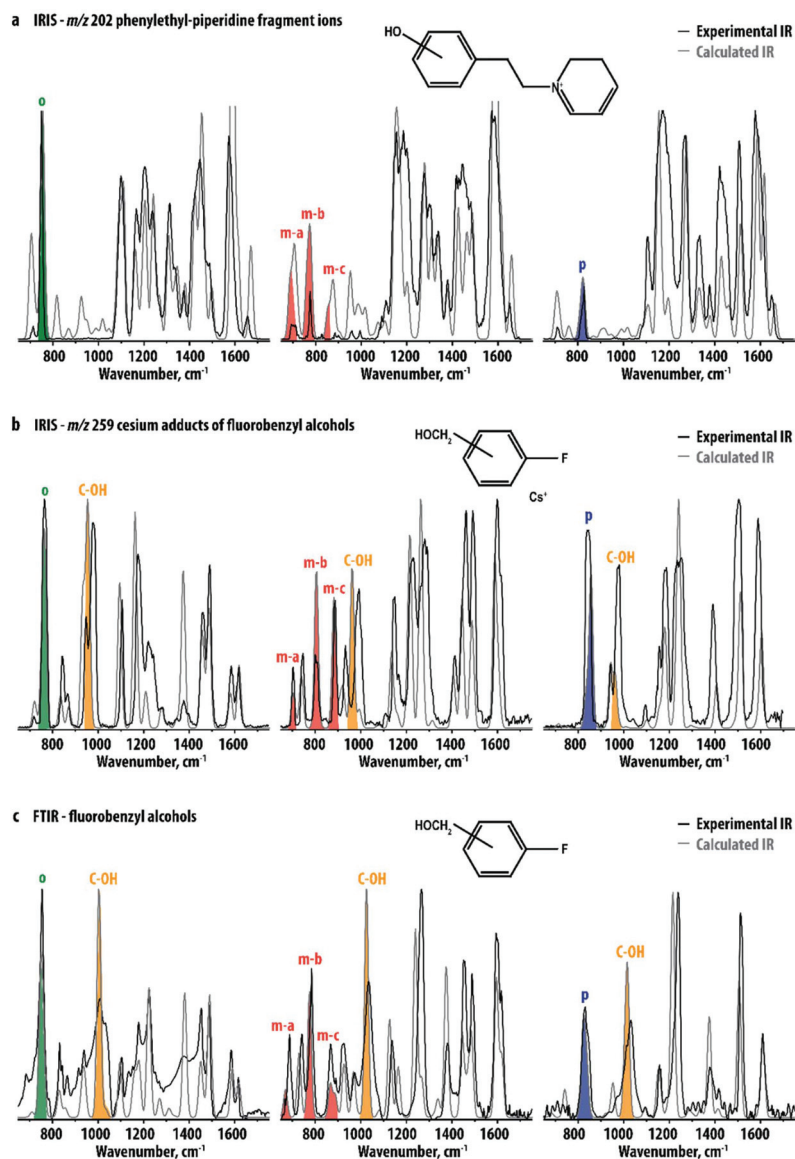 a IRIS - m/z 202 phenylethyl-piperidine fragment ions
HO
N+
Experimental IR
Calculated IR
o
m-a
m-b
m-c
p
800 1000 1200 1400 1600
Wavenumber, cm-1
800 1000 1200 1400 1600
Wavenumber, cm-1
800 1000 1200 1400 1600
Wavenumber, cm-1
b IRIS - m/z 259 cesium adducts of fluorobenzyl alcohols
HOCH2
F
Cs+
Experimental IR
Calculated IR
o
C-OH
m-a
m-b
m-c
C-OH
p
C-OH
800 1000 1200 1400 1600
Wavenumber, cm-1
800 1000 1200 1400 1600
Wavenumber, cm-1
800 1000 1200 1400 1600
Wavenumber, cm-1
c FTIR - fluorobenzyl alcohols
HOCH2
F
Experimental IR
Calculated IR
o
C-OH
m-a
m-b
m-c
C-OH
p
C-OH
800 1000 1200 1400 1600
Wavenumber, cm-1
800 1000 1200 1400 1600
Wavenumber, cm-1
800 1000 1200 1400 1600
Wavenumber, cm-1